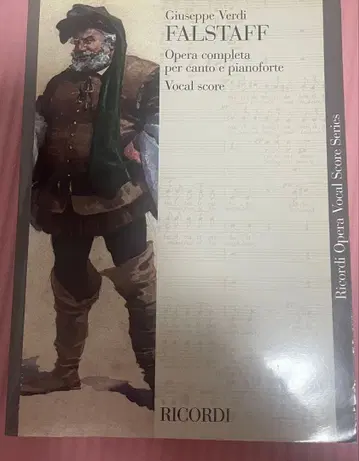 Giuseppe Verdi
FALSTAFF
Opera completa
per canto e pianoforte
Vocal score
Ricordi Opera Vocal Score Series
RICORDI